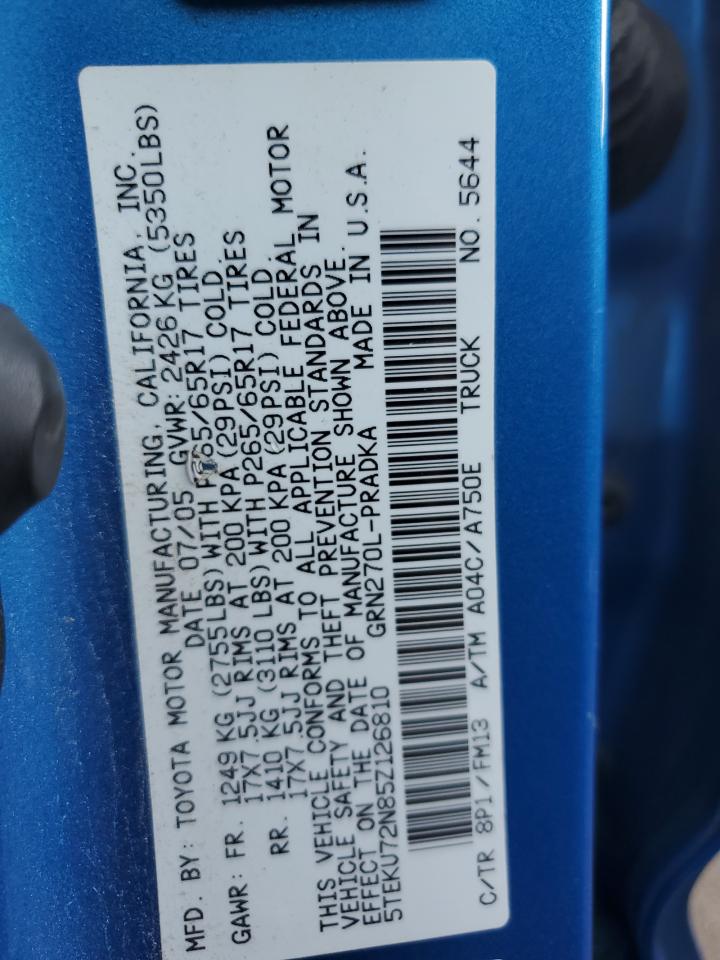 MFD. BY: TOYOTA MOTOR MANUFACTURING, CALIFORNIA, INC.
DATE 07/05 GVWR: 2426 KG (5350LBS)
GAWR: FR. 1249 KG (2755LBS) WITH P265/65R17 TIRES
17X7.5JJ RIMS AT 200 KPA (29PSI) COLD.
RR. 1410 KG (3110 LBS) WITH P265/65R17 TIRES
17X7.5JJ RIMS AT 200 KPA (29PSI) COLD
THIS VEHICLE CONFORMS TO ALL APPLICABLE FEDERAL MOTOR
VEHICLE SAFETY AND THEFT PREVENTION STANDARDS IN
EFFECT ON THE DATE OF MANUFACTURE SHOWN ABOVE.
5TEKU72N85Z126810 GRN270L-PRADKA MADE IN U.S.A.
C/TR 8P1/FM13 A/TM A04C/A750E TRUCK NO. 5644